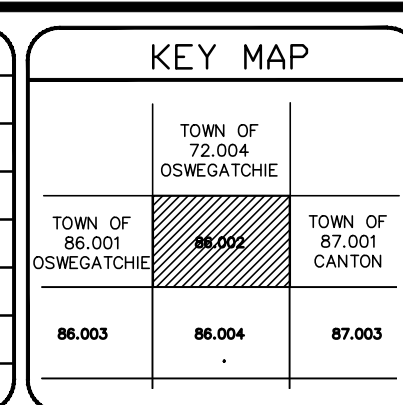 KEY MAP
TOWN OF
72.004
OSWEGATCHIE
TOWN OF
86.001
OSWEGATCHIE
86.002
TOWN OF
87.001
CANTON
86.003
86.004
87.003